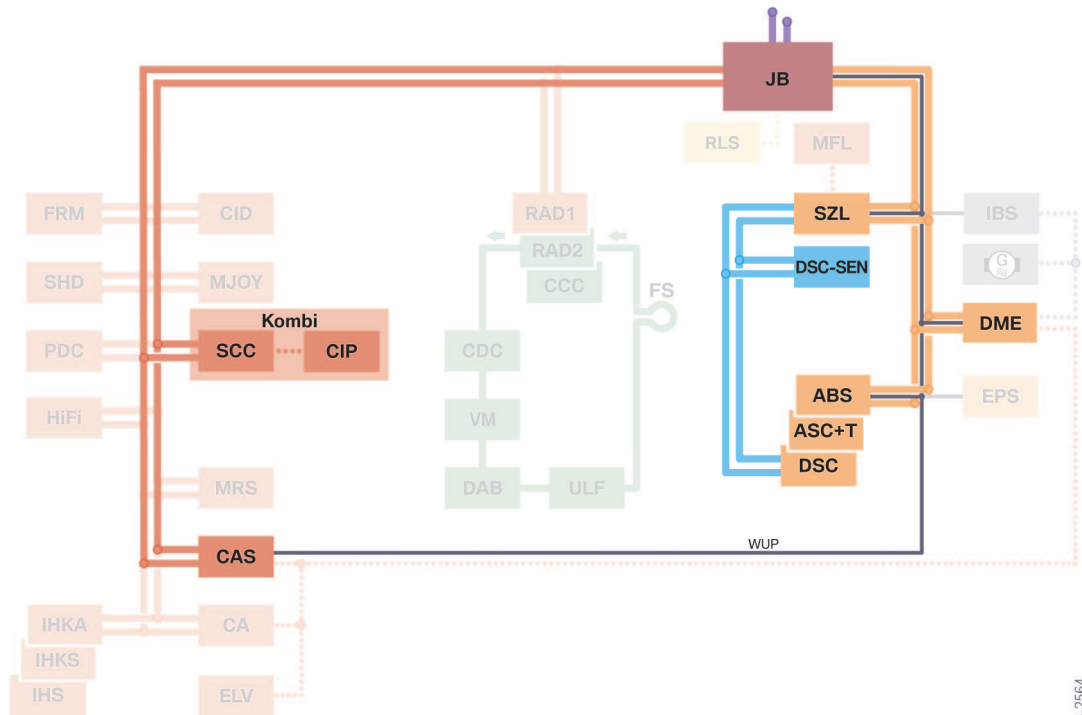 JB
RLS
MFL
FRM
CID
RAD1
SZL
IBS
RAD2
SHD
MJOY
CCC
DSC-SEN
G
FS
Kombi
DME
PDC
SCC
CIP
CDC
ABS
EPS
HiFi
VM
ASC+T
DSC
MRS
DAB
ULF
WUP
CAS
IHKA
CA
IHKS
IHS
ELV
2564